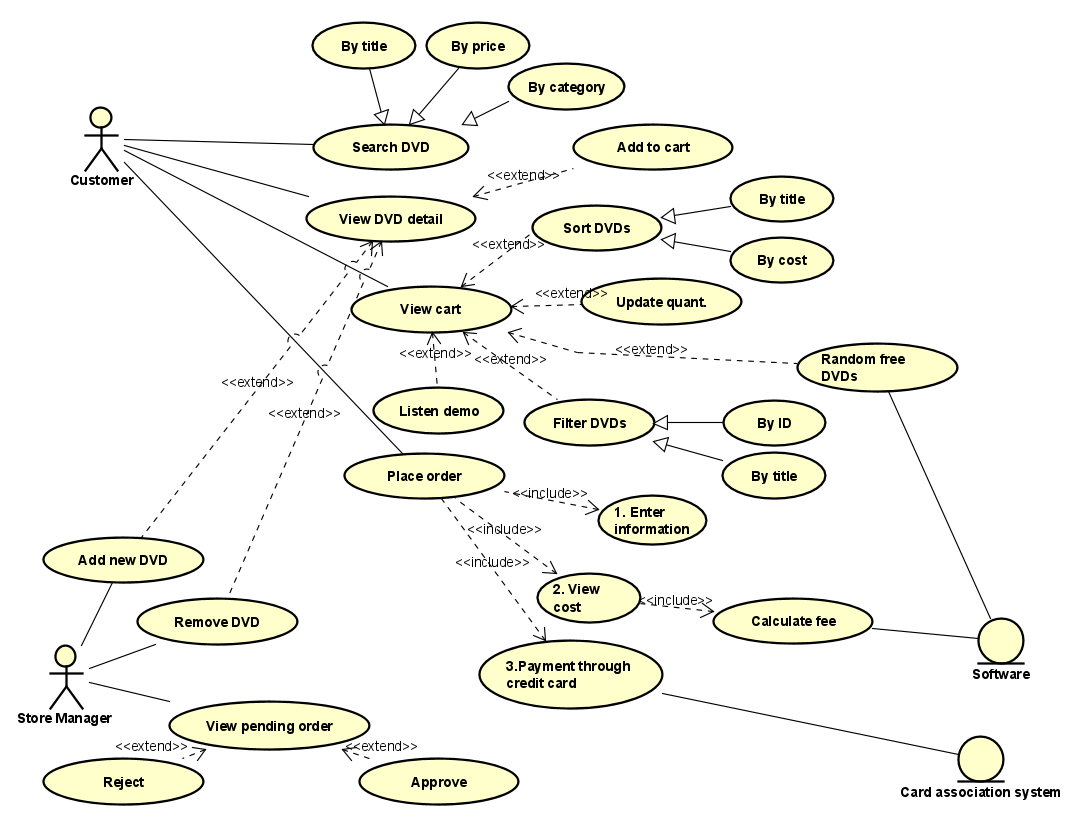 By title
By price
By category
Customer
Search DVD
Add to cart
<<extend>>
By title
View DVD detail
Sort DVDs
<<extend>>
By cost
<<extend>>
Update quant.
View cart
<<extend>>
<<extend>>
<<extend>>
Random free
DVDs
<<extend>>
Listen demo
<<extend>>
Filter DVDs
By ID
Place order
By title
<<include>>
1. Enter
information
<<include>>
<<include>>
Add new DVD
2. View
cost
<<include>>
Remove DVD
Calculate fee
3.Payment through
credit card
Software
Store Manager
View pending order
<<extend>>
<<extend>>
Reject
Approve
Card association system